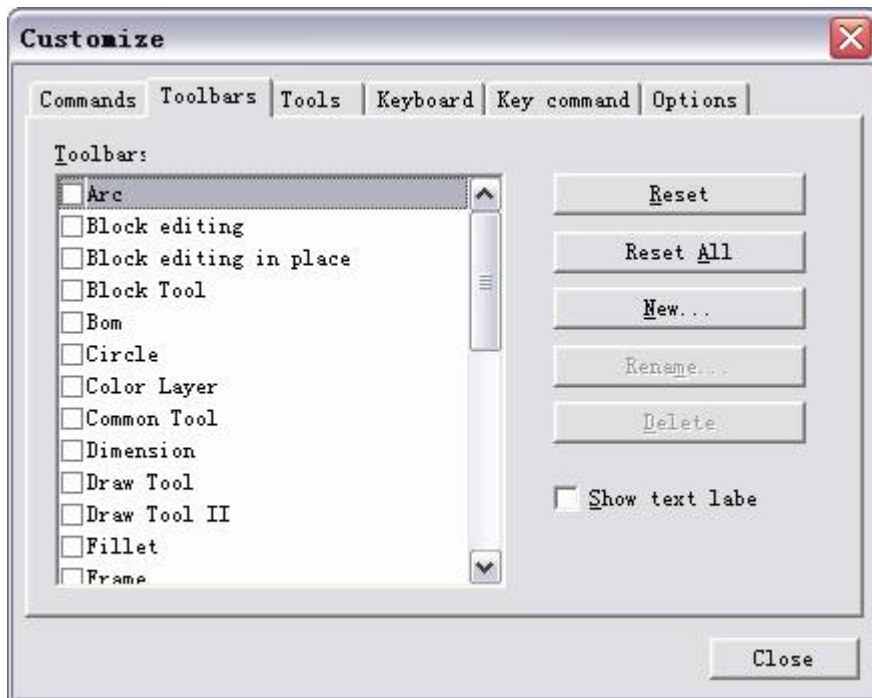 Customize
Commands Toolbars Tools Keyboard Key command Options
Toolbar:
Arc
Block editing
Block editing in place
Block Tool
Bom
Circle
Color Layer
Common Tool
Dimension
Draw Tool
Draw Tool II
Fillet
Frame
Reset
Reset All
New...
Rename...
Delete
Show text labe
Close